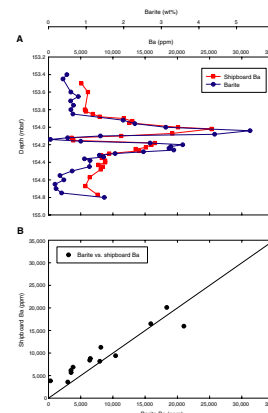 Barite (wt%)
0 1 2 3 4 5
A
Ba (ppm)
0 5,000 10,000 15,000 20,000 25,000 30,000
153.2
153.4
153.6
153.8
154.0
154.2
154.4
154.6
154.8
155.0
Depth (mbsf)
Shipboard Ba
Barite
B
35,000
30,000
25,000
20,000
15,000
10,000
5,000
0
Shipboard Ba (ppm)
Barite vs. shipboard Ba
0 5,000 10,000 15,000 20,000 25,000 30,000